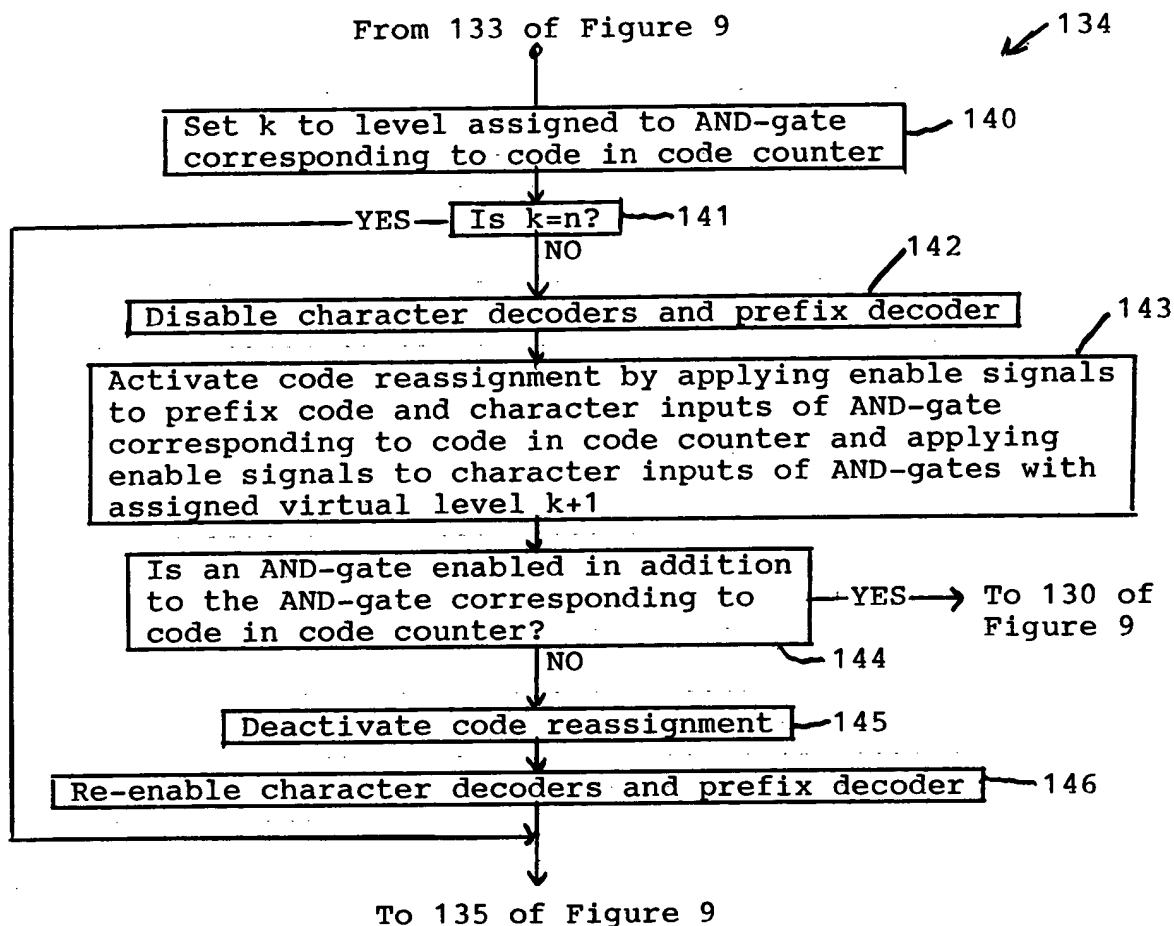 From 133 of Figure 9
134
Set k to level assigned to AND-gate
corresponding to code in code counter
140
YES
Is k=n?
141
NO
142
Disable character decoders and prefix decoder
143
Activate code reassignment by applying enable signals
to prefix code and character inputs of AND-gate
corresponding to code in code counter and applying
enable signals to character inputs of AND-gates with
assigned virtual level k+1
Is an AND-gate enabled in addition
to the AND-gate corresponding to
code in code counter?
YES
To 130 of
Figure 9
144
NO
Deactivate code reassignment
145
Re-enable character decoders and prefix decoder
146
To 135 of Figure 9